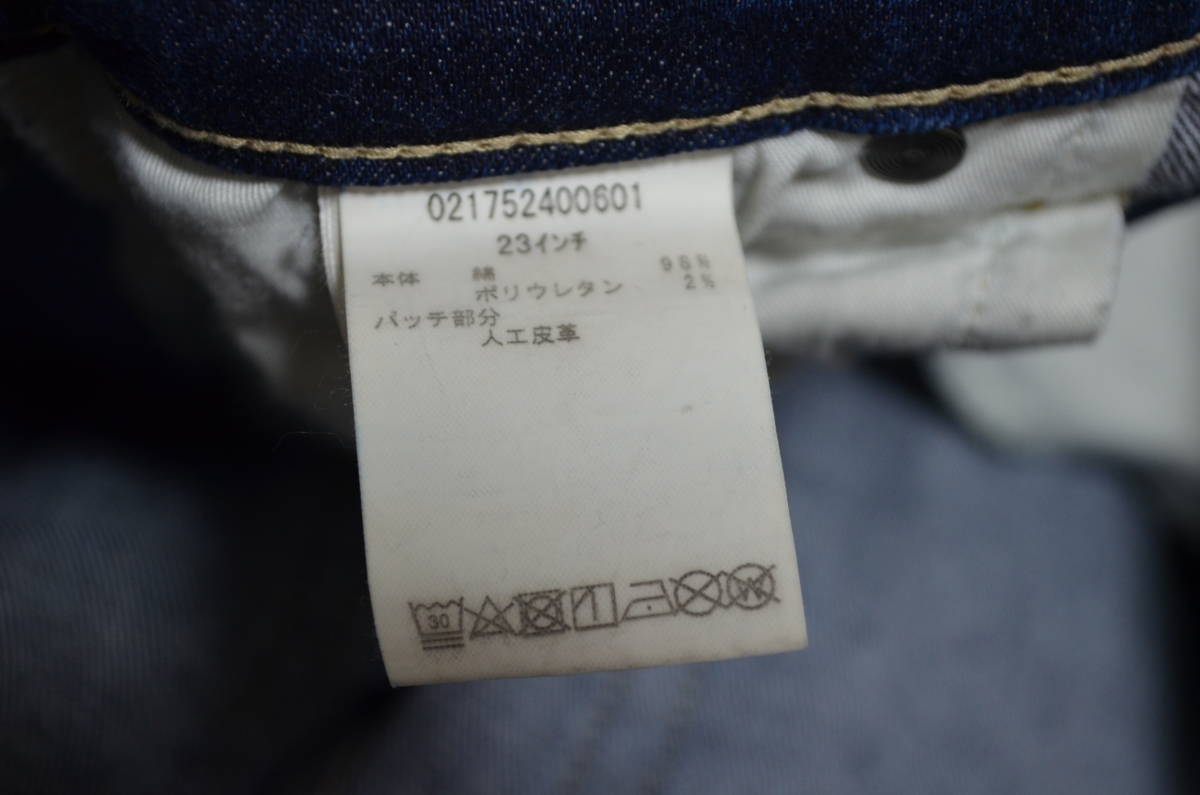 021752400601
23インチ
本体 綿 98%
ポリウレタン 2%
パッチ部分
人工皮革
30
W